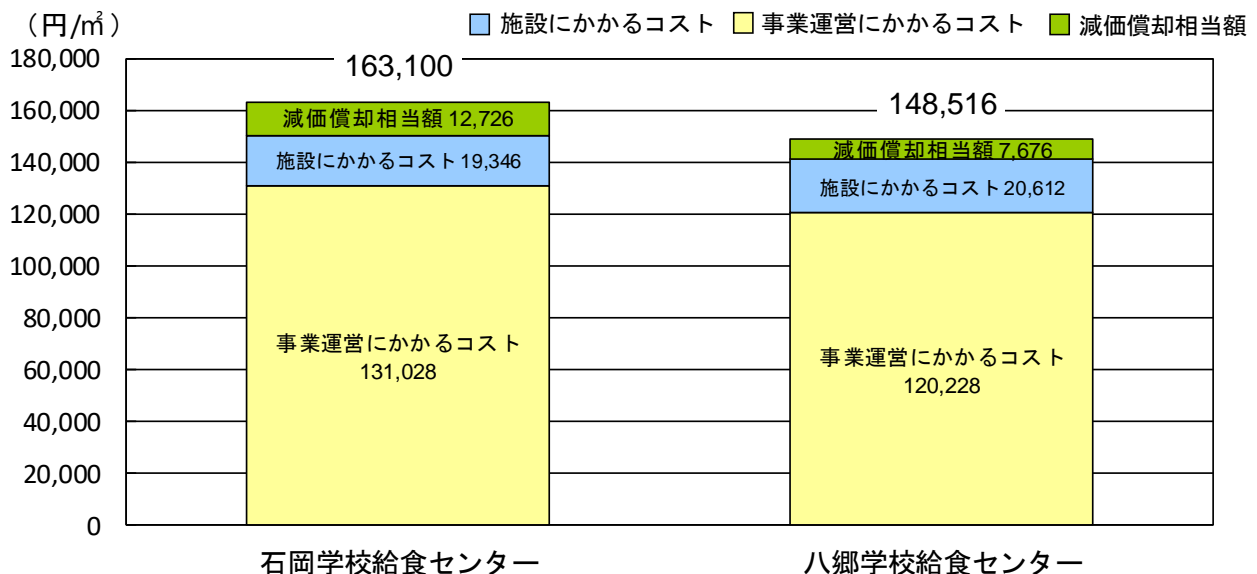 （円/㎡）
施設にかかるコスト 事業運営にかかるコスト 減価償却相当額
180,000
160,000
140,000
120,000
100,000
80,000
60,000
40,000
20,000
0
163,100
減価償却相当額 12,726
施設にかかるコスト 19,346
事業運営にかかるコスト
131,028
148,516
減価償却相当額 7,676
施設にかかるコスト 20,612
事業運営にかかるコスト
120,228
石岡学校給食センター
八郷学校給食センター